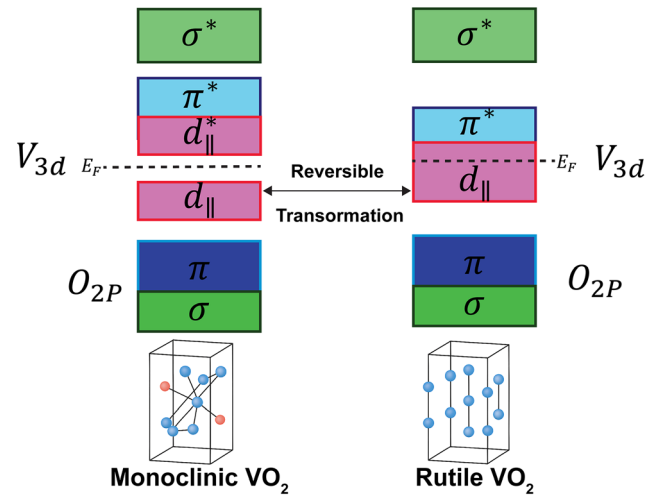 σ* σ*
π*
d*∥
π*
V3d EF EF V3d
Reversible
d∥
d∥
Transormation
π π
O2P O2P
σ σ
Monoclinic VO2 Rutile VO2